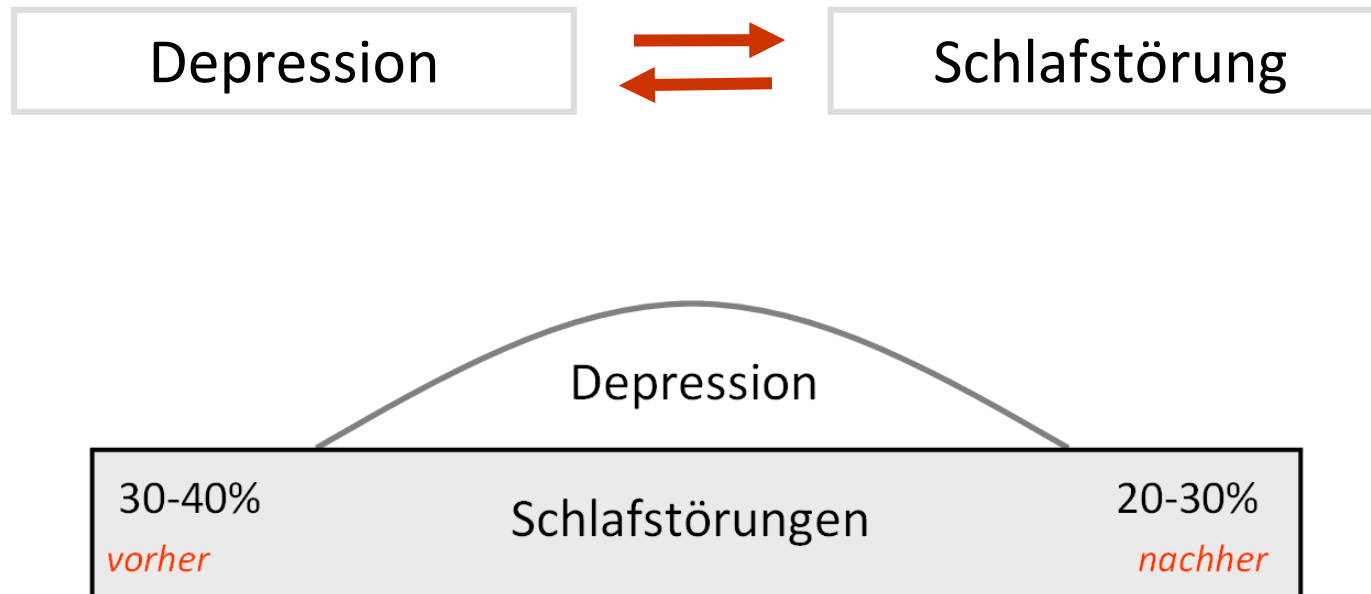 Depression
Schlafstörung
Depression
30-40%
Schlafstörungen
20-30%
vorher
nachher